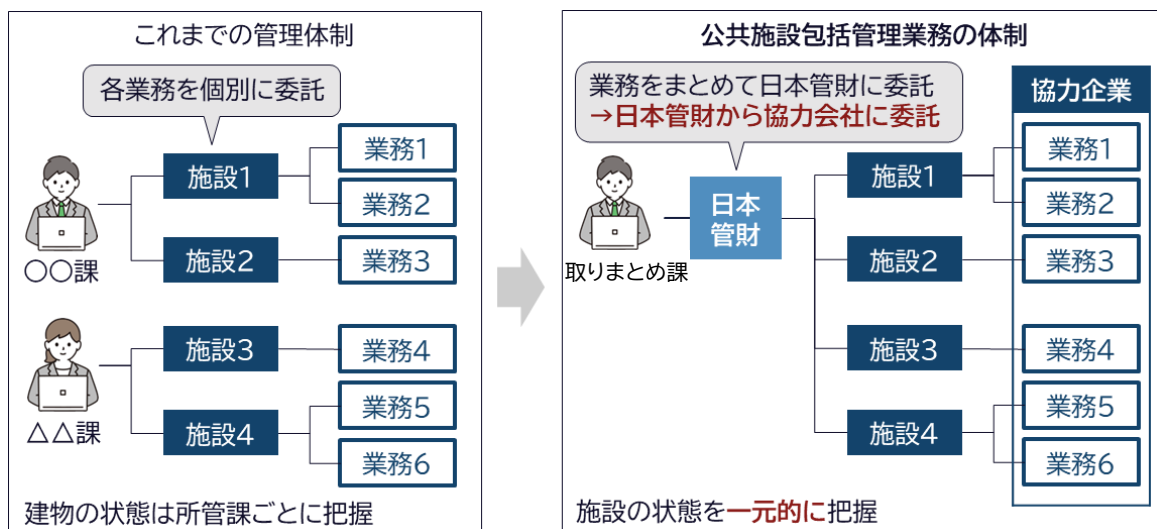 これまでの管理体制
各業務を個別に委託
施設1
業務1
業務2
施設2
業務3
〇〇課
施設3
業務4
施設4
業務5
業務6
△△課
建物の状態は所管課ごとに把握
公共施設包括管理業務の体制
業務をまとめて日本管財に委託
→日本管財から協力会社に委託
協力企業
日本
管財
取りまとめ課
施設1
業務1
業務2
施設2
業務3
施設3
業務4
施設4
業務5
業務6
施設の状態を一元的に把握